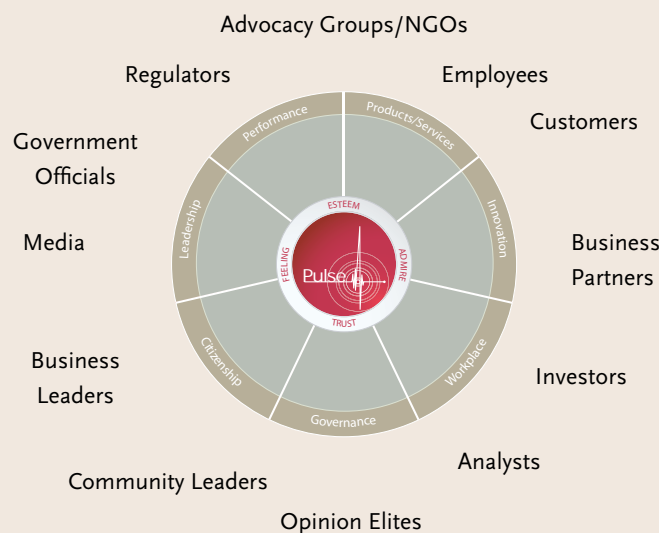 Advocacy Groups/NGOs
Regulators
Employees
Customers
Government
Officials
Media
Business
Partners
Business
Leaders
Investors
Analysts
Community Leaders
Opinion Elites
Performance
Products/Services
Innovation
Workplace
Governance
Citizenship
Leadership
ESTEEM
ADMIRE
TRUST
FEELING
Pulse